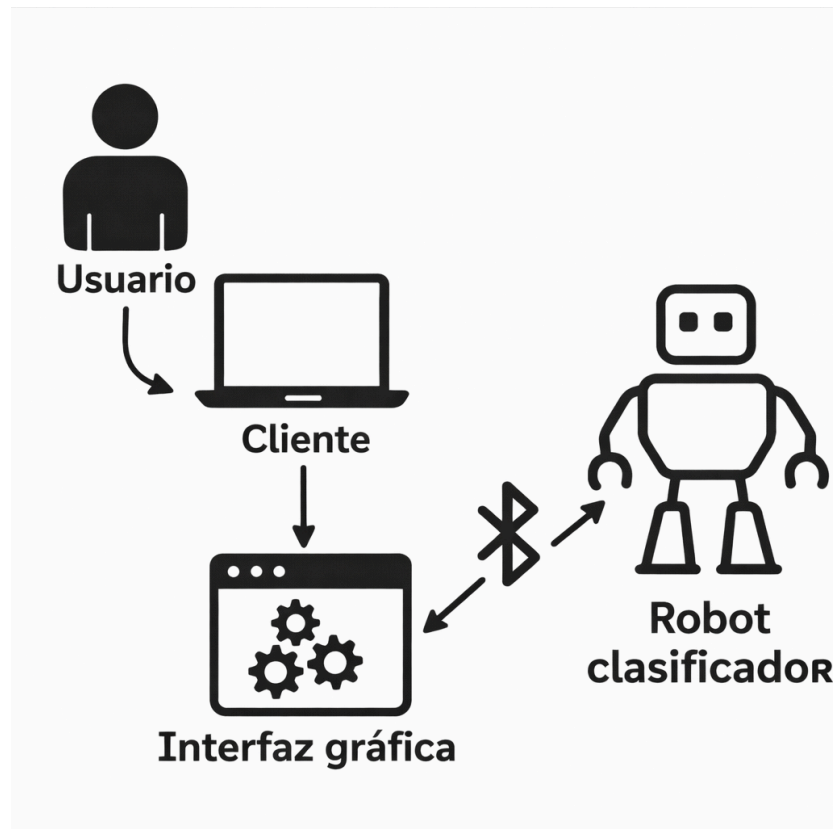 Usuario
Cliente
Interfaz gráfica
Robot
clasificadoR